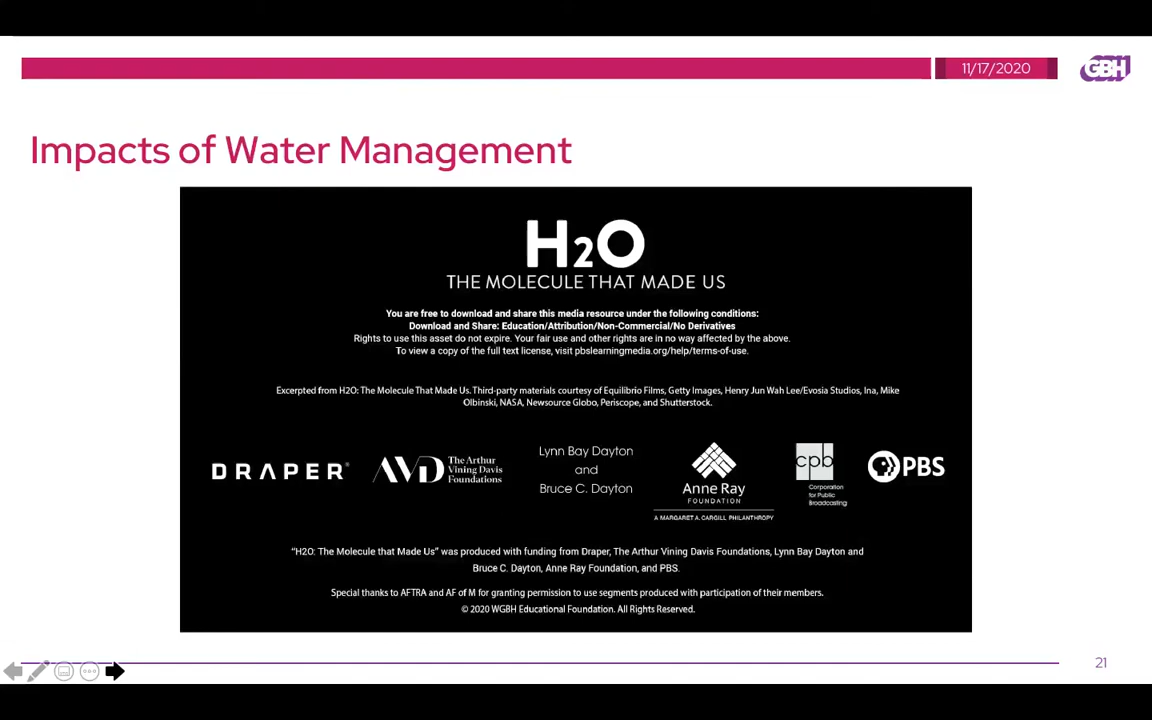 11/17/2020
GBH
Impacts of Water Management
H2O
THE MOLECULE THAT MADE US
You are free to download and share this media resource under the following conditions:
Download and Share: Education/Attribution/Non-Commercial/No Derivatives
Rights to use this asset do not expire. Your fair use and other rights are in no way affected by the above.
To view a copy of the full text license, visit pbslearningmedia.org/help/terms-of-use.
Excerpted from H2O: The Molecule That Made Us. Third-party materials courtesy of Equilibrio Films, Getty Images, Henry Jun Wah Lee/Evosia Studios, Ina, Mike
Olbinski, NASA, Newsource Globo, Periscope, and Shutterstock.
DRAPER®
AVD
The Arthur
Vining Davis
Foundations
Lynn Bay Dayton
and
Bruce C. Dayton
Anne Ray
FOUNDATION
A MARGARET A. CARGILL PHILANTHROPY
cpb
Corporation
for Public
Broadcasting
PBS
“H2O: The Molecule that Made Us” was produced with funding from Draper, The Arthur Vining Davis Foundations, Lynn Bay Dayton and
Bruce C. Dayton, Anne Ray Foundation, and PBS.
Special thanks to AFTRA and AF of M for granting permission to use segments produced with participation of their members.
© 2020 WGBH Educational Foundation. All Rights Reserved.
21